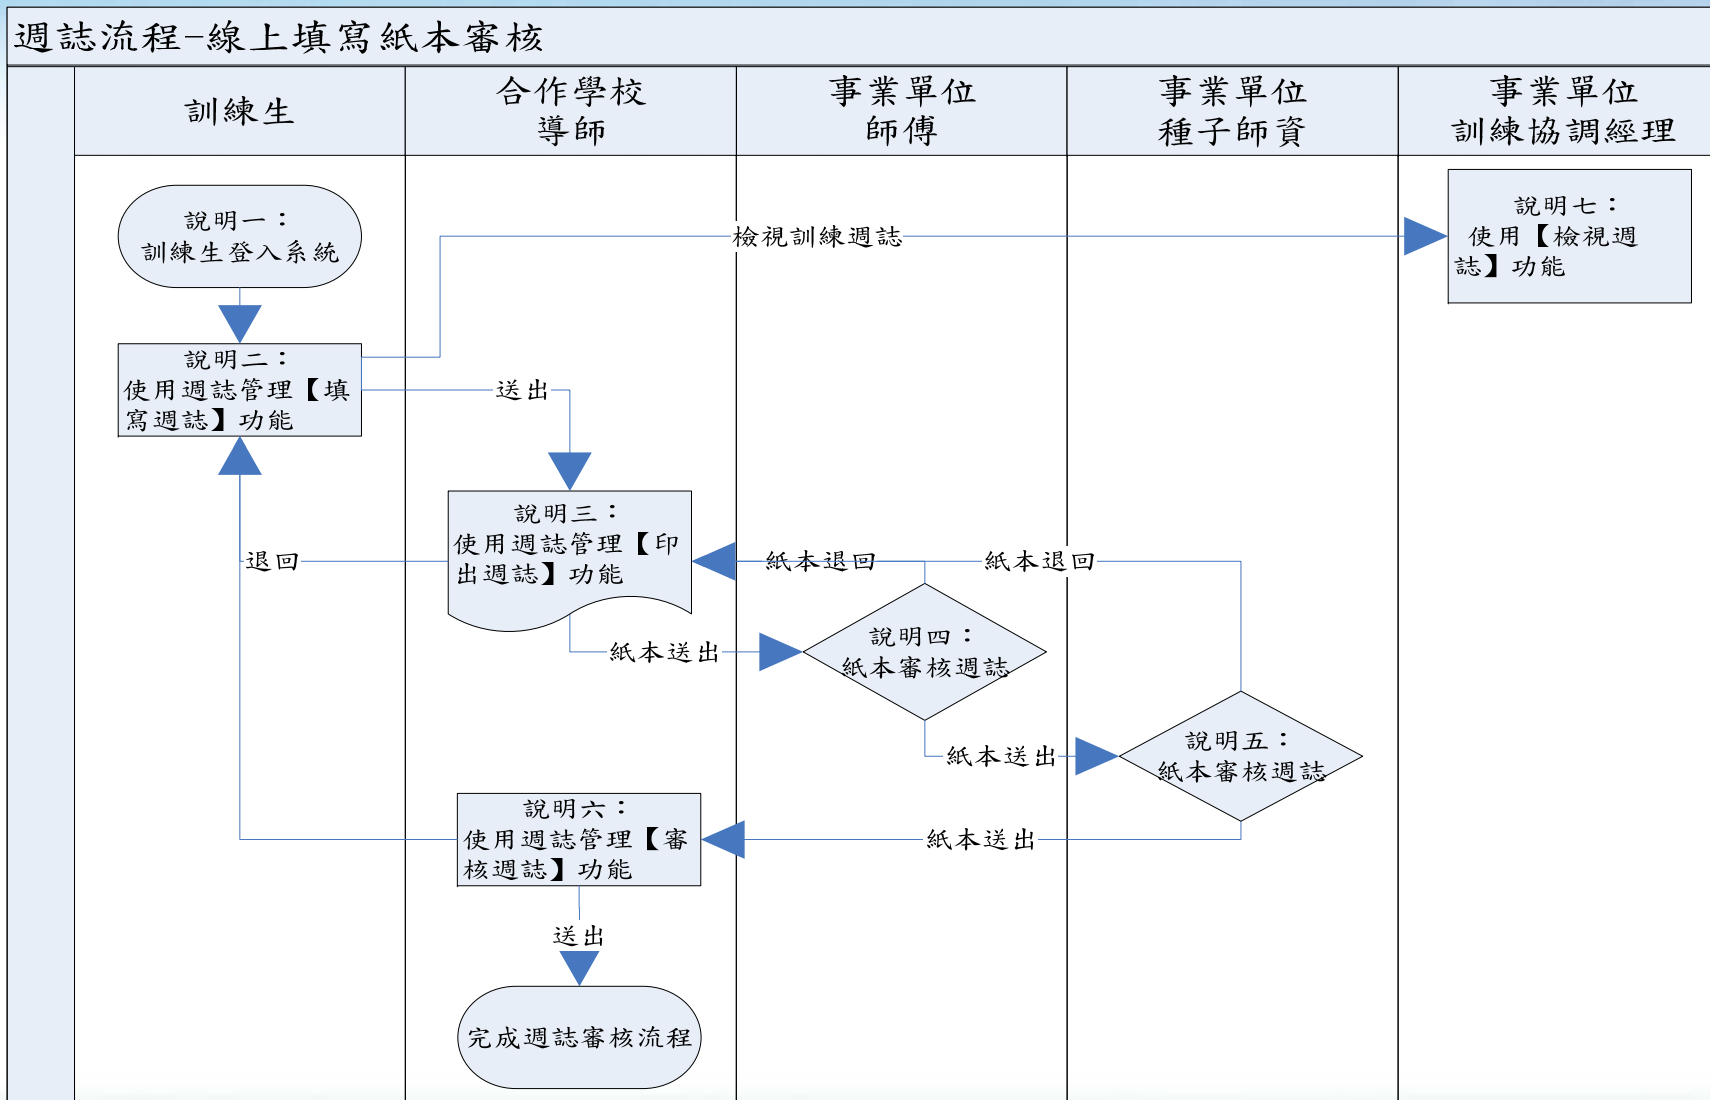 週誌流程-線上填寫紙本審核
訓練生
合作學校
導師
事業單位
師傅
事業單位
種子師資
事業單位
訓練協調經理
說明一：
訓練生登入系統
檢視訓練週誌
說明七：
使用【檢視週
誌】功能
說明二：
使用週誌管理【填
寫週誌】功能
送出
說明三：
使用週誌管理【印
出週誌】功能
退回
紙本退回
紙本退回
紙本送出
說明四：
紙本審核週誌
紙本送出
說明五：
紙本審核週誌
說明六：
使用週誌管理【審
核週誌】功能
紙本送出
送出
完成週誌審核流程